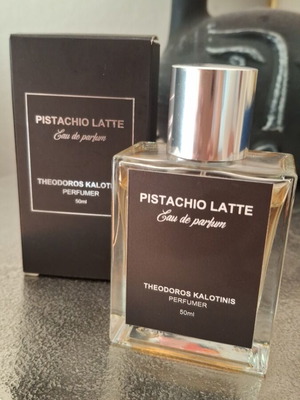 PISTACHIO LATTE
Eau de parfum
THEODOROS KALOTINIS
PERFUMER
50ml
PISTACHIO LATTE
Eau de parfum
THEODOROS KALOTINIS
PERFUMER
50ml